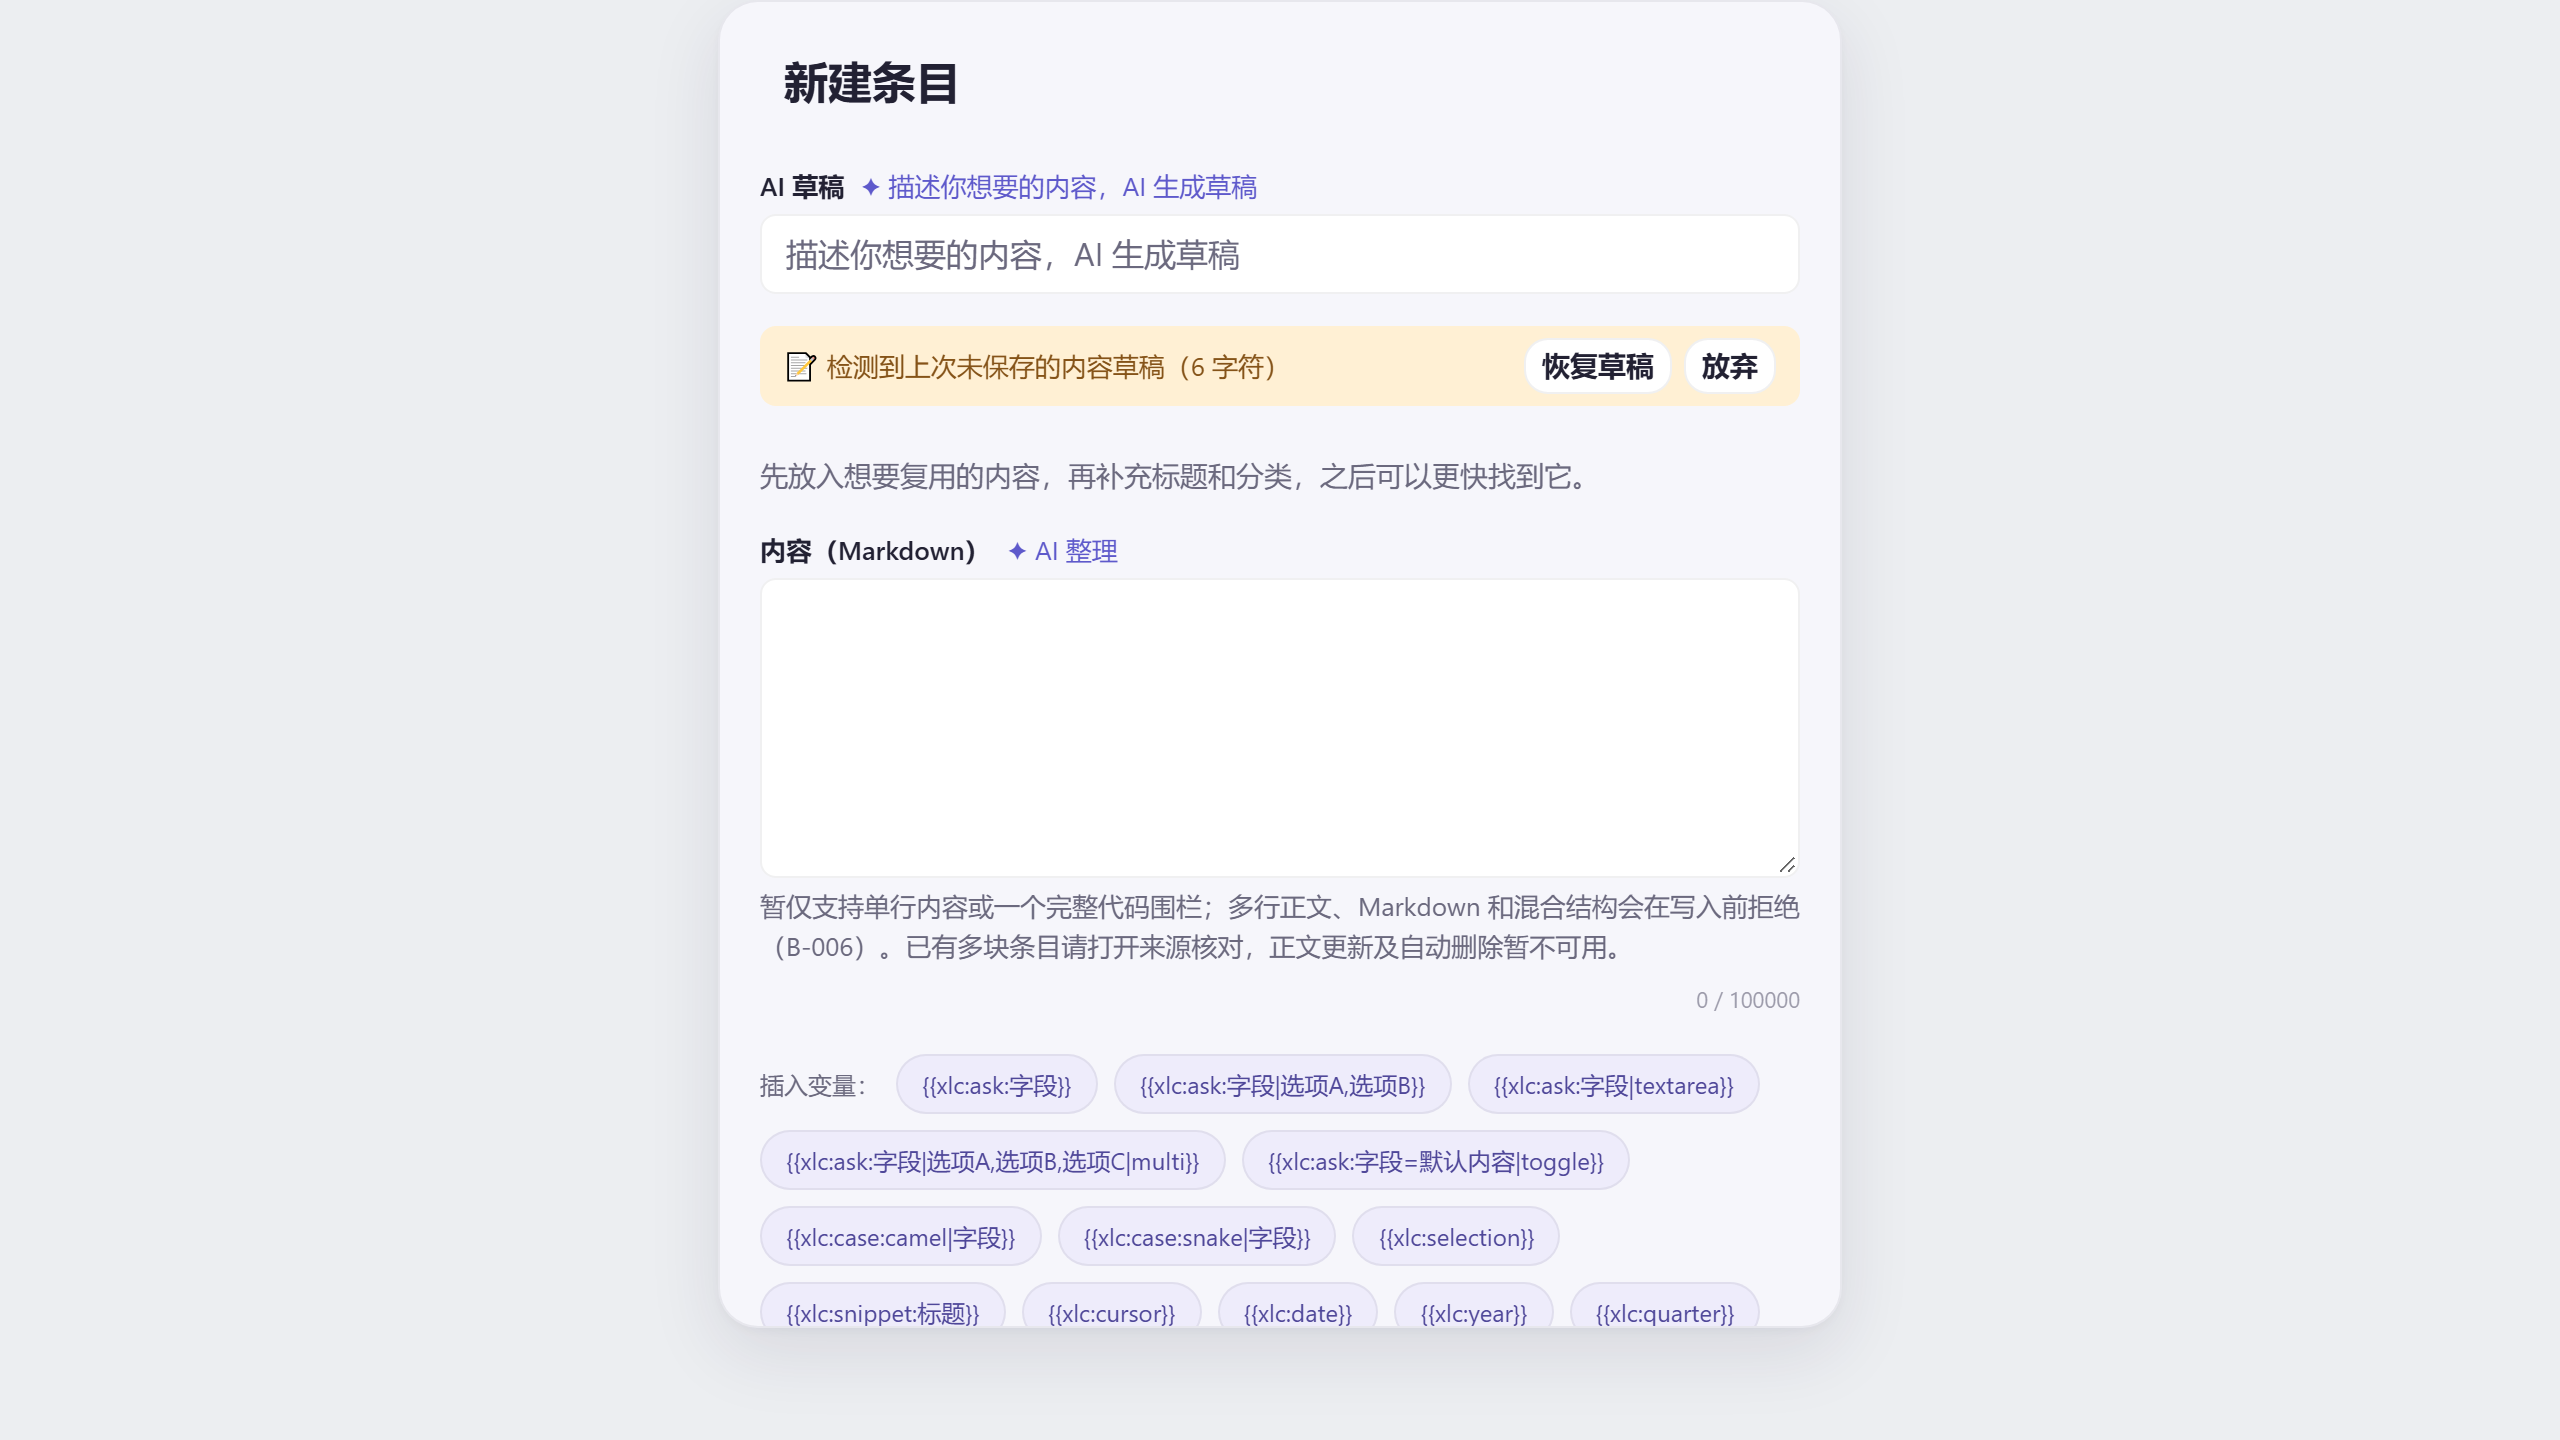 新建条目
AI 草稿 ✦ 描述你想要的内容，AI 生成草稿
描述你想要的内容，AI 生成草稿
📝 检测到上次未保存的内容草稿（6 字符） 恢复草稿 放弃
先放入想要复用的内容，再补充标题和分类，之后可以更快找到它。
内容（Markdown） ✦ AI 整理
暂仅支持单行内容或一个完整代码围栏；多行正文、Markdown 和混合结构会在写入前拒绝
（B-006）。已有多块条目请打开来源核对，正文更新及自动删除暂不可用。
0 / 100000
插入变量： {{xlc:ask:字段}} {{xlc:ask:字段|选项A,选项B}} {{xlc:ask:字段|textarea}}
{{xlc:ask:字段|选项A,选项B,选项C|multi}} {{xlc:ask:字段=默认内容|toggle}}
{{xlc:case:camel|字段}} {{xlc:case:snake|字段}} {{xlc:selection}}
{{xlc:snippet:标题}} {{xlc:cursor}} {{xlc:date}} {{xlc:year}} {{xlc:quarter}}